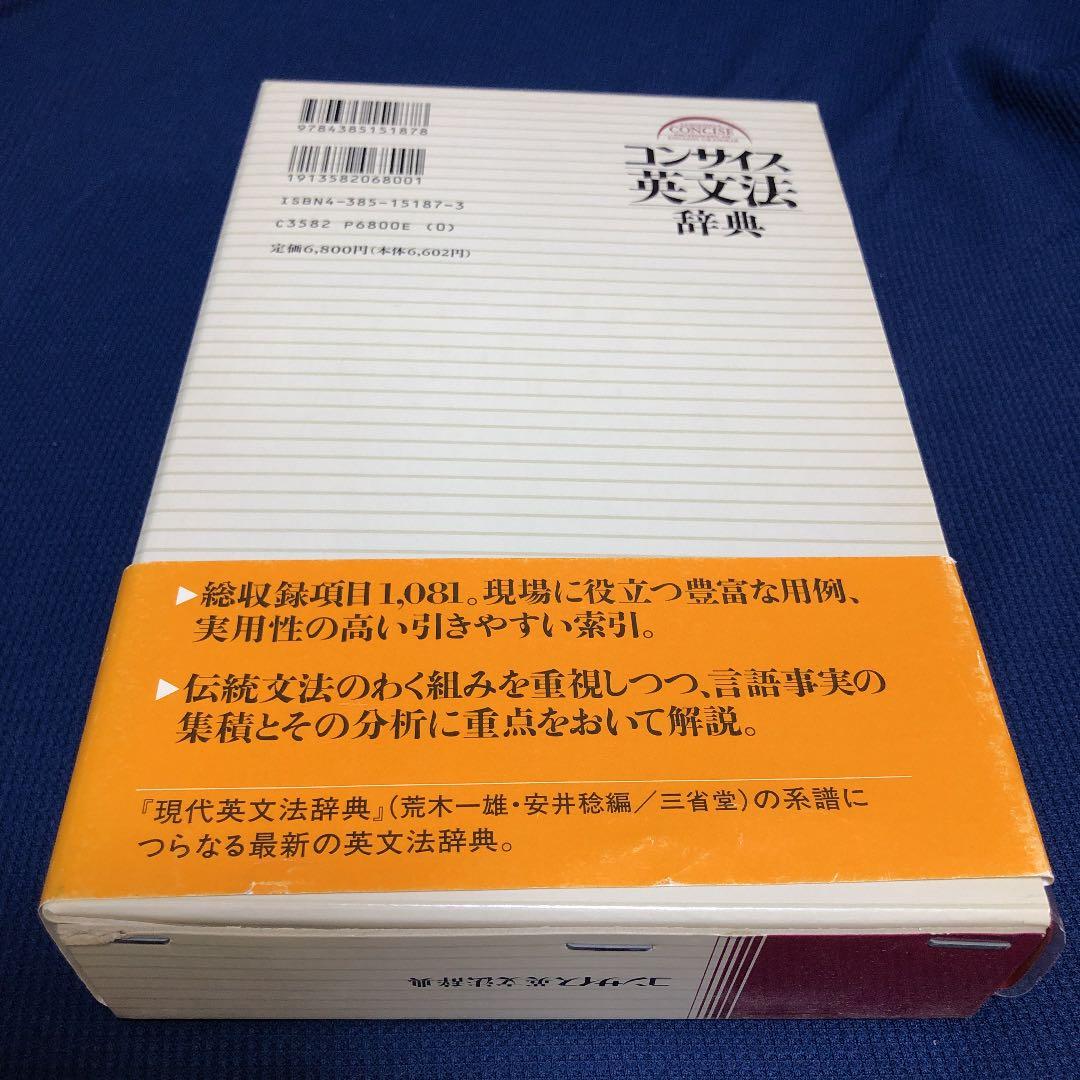 9784385151878
1913582068001
ISBN4-385-15187-3
C3582 P6800E (0)
定価6,800円(本体6,602円)
CONCISE
コンサイス
英文法
辞典
▶総収録項目1,081。現場に役立つ豊富な用例、
実用性の高い引きやすい索引。
▶伝統文法のわく組みを重視しつつ、言語事実の
集積とその分析に重点をおいて解説。
『現代英文法辞典』(荒木一雄・安井稔編/三省堂)の系譜に
つらなる最新の英文法辞典。
コンサイス英文法辞典